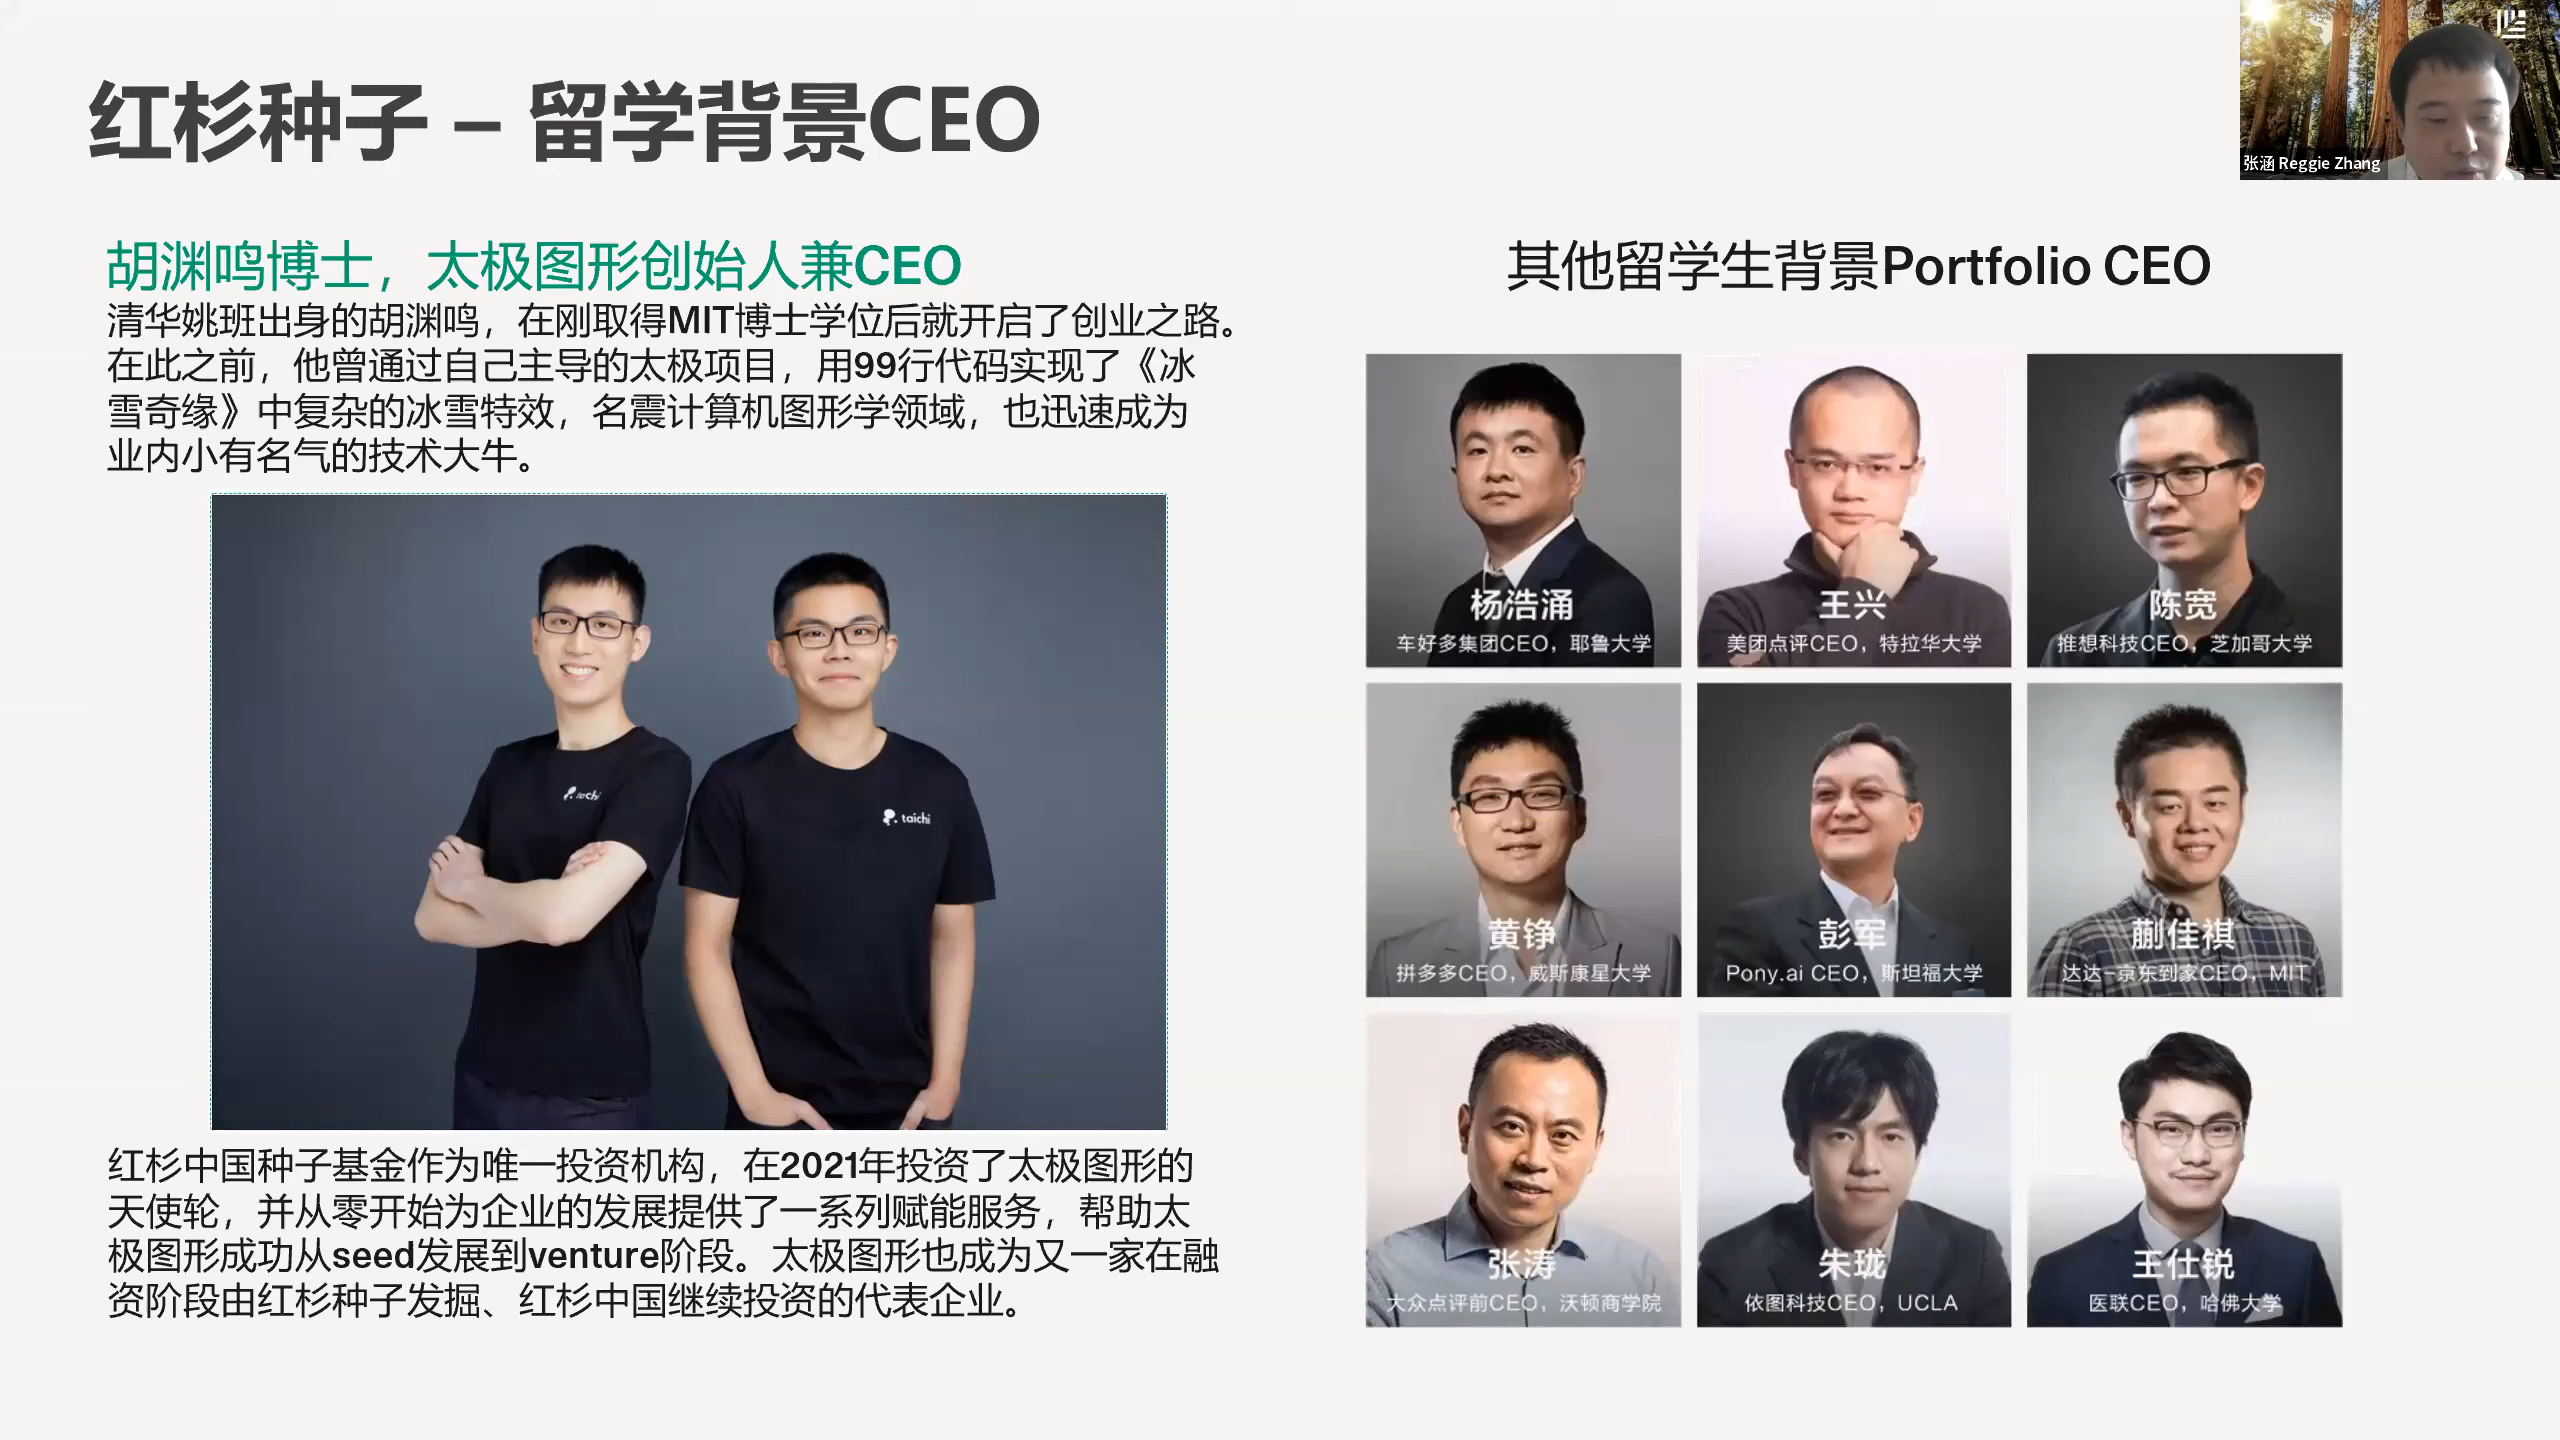 红杉种子 – 留学背景CEO
张涵 Reggie Zhang
胡渊鸣博士，太极图形创始人兼CEO
清华姚班出身的胡渊鸣，在刚取得MIT博士学位后就开启了创业之路。
在此之前，他曾通过自己主导的太极项目，用99行代码实现了《冰
雪奇缘》中复杂的冰雪特效，名震计算机图形学领域，也迅速成为
业内小有名气的技术大牛。
taichi
taichi
红杉中国种子基金作为唯一投资机构，在2021年投资了太极图形的
天使轮，并从零开始为企业的发展提供了一系列赋能服务，帮助太
极图形成功从seed发展到venture阶段。太极图形也成为又一家在融
资阶段由红杉种子发掘、红杉中国继续投资的代表企业。
其他留学生背景Portfolio CEO
杨浩涌
车好多集团CEO，耶鲁大学
王兴
美团点评CEO，特拉华大学
陈宽
推想科技CEO，芝加哥大学
黄铮
拼多多CEO，威斯康星大学
彭军
Pony.ai CEO，斯坦福大学
蒯佳祺
达达-京东到家CEO，MIT
张涛
大众点评前CEO，沃顿商学院
朱珑
依图科技CEO，UCLA
王仕锐
医联CEO，哈佛大学